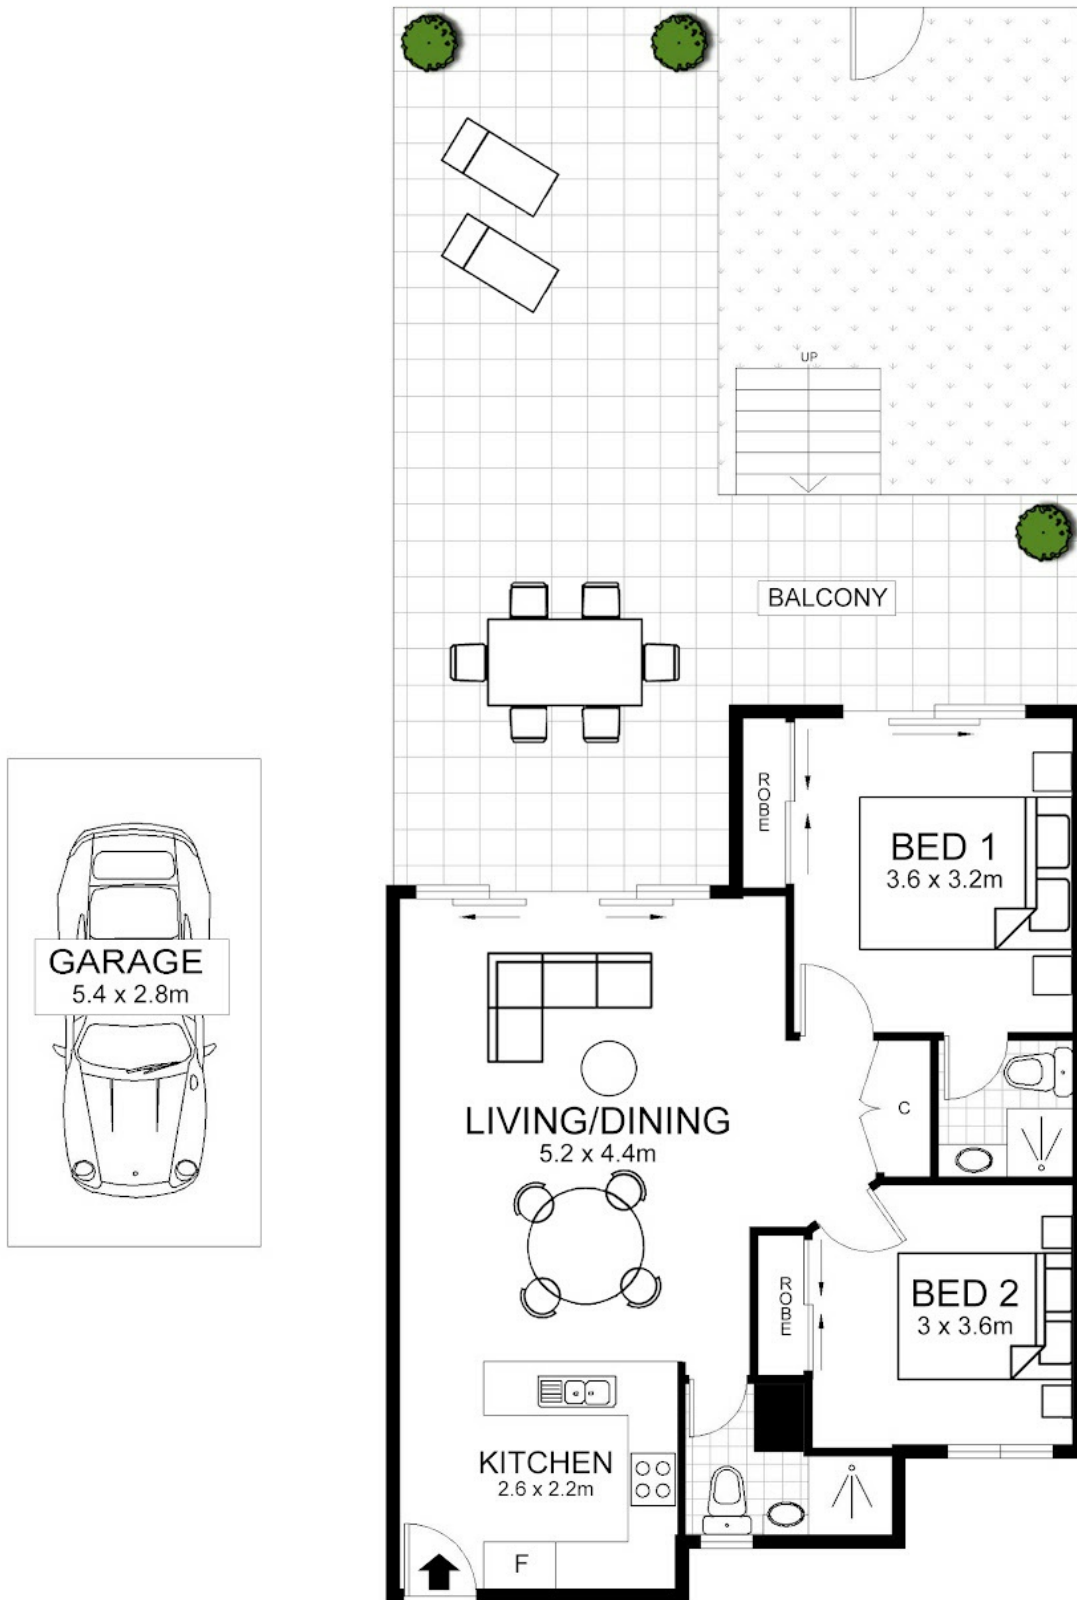 UP
BALCONY
ROBE
BED 1
3.6 x 3.2m
GARAGE
5.4 x 2.8m
LIVING/DINING
5.2 x 4.4m
C
ROBE
BED 2
3 x 3.6m
KITCHEN
2.6 x 2.2m
F